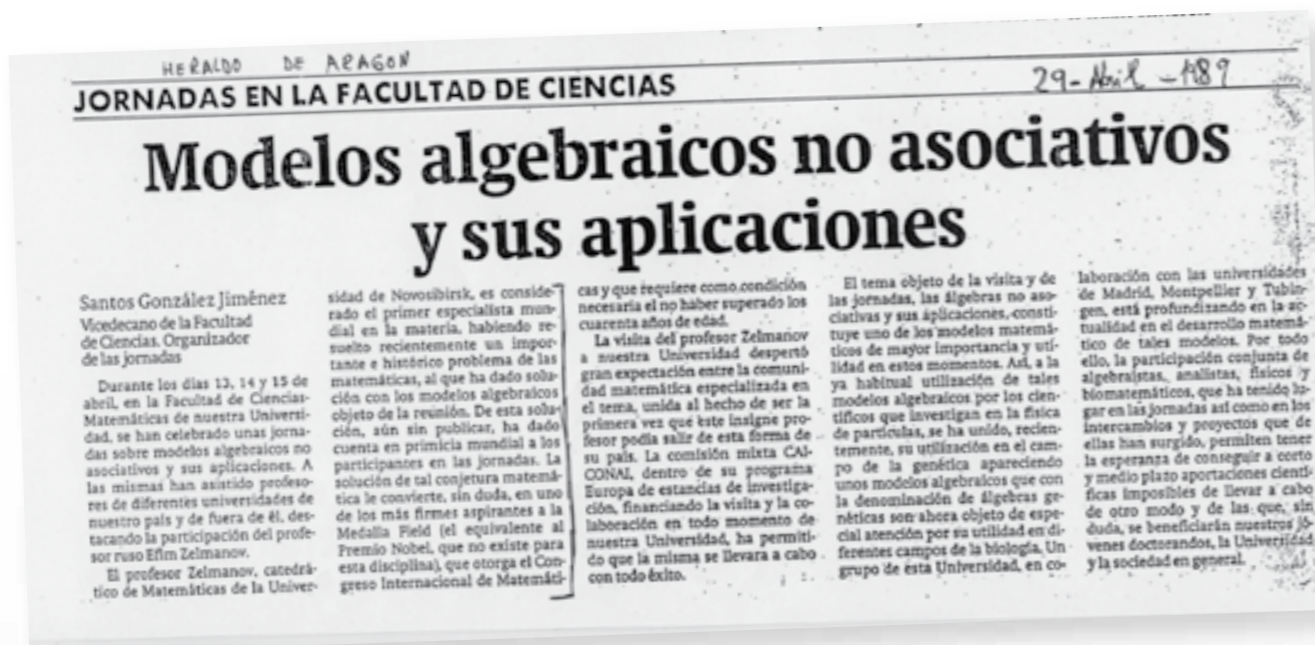 HERALDO DE ARAGON
29-Abril-1989
JORNADAS EN LA FACULTAD DE CIENCIAS
Modelos algebraicos no asociativos
y sus aplicaciones
Santos González Jiménez
Vicedecano de la Facultad
de Ciencias. Organizador
de las jornadas
Durante los días 13, 14 y 15 de
abril, en la Facultad de Ciencias-
Matemáticas de nuestra Universi-
dad, se han celebrado unas jorna-
das sobre modelos algebraicos no
asociativos y sus aplicaciones. A
las mismas han asistido profeso-
res de diferentes universidades de
nuestro país y de fuera de él, des-
tacando la participación del profe-
sor ruso Efim Zelmanov.
El profesor Zelmanov, catedrá-
tico de Matemáticas de la Univer-
sidad de Novosibirsk, es conside-
rado el primer especialista mun-
dial en la materia, habiendo re-
suelto recientemente un impor-
tante e histórico problema de las
matemáticas, al que ha dado solu-
ción con los modelos algebraicos
objeto de la reunión. De esta solu-
ción, aún sin publicar, ha dado
cuenta en primicia mundial a los
participantes en las jornadas. La
solución de tal conjetura matemá-
tica le convierte, sin duda, en uno
de los más firmes aspirantes a la
Medalla Field (el equivalente al
Premio Nobel, que no existe para
esta disciplina), que otorga el Con-
greso Internacional de Matemáti-
cas y que requiere como condición
necesaria el no haber superado los
cuarenta años de edad.
La visita del profesor Zelmanov
a nuestra Universidad despertó
gran expectación entre la comuni-
dad matemática especializada en
el tema, unida al hecho de ser la
primera vez que este insigne pro-
fesor podía salir de esta forma de
su país. La comisión mixta CAI-
CONAI, dentro de su programa
Europa de estancias de investiga-
ción, financiando la visita y la co-
laboración en todo momento de
nuestra Universidad, ha permiti-
do que la misma se llevara a cabo
con todo éxito.
El tema objeto de la visita y de
las jornadas, las álgebras no aso-
ciativas y sus aplicaciones, consti-
tuye uno de los modelos matemá-
ticos de mayor importancia y uti-
lidad en estos momentos. Así, a la
ya habitual utilización de tales
modelos algebraicos por los cien-
tíficos que investigan en la física
de partículas, se ha unido, recien-
temente, su utilización en el cam-
po de la genética apareciendo
unos modelos algebraicos que con
la denominación de álgebras ge-
néticas son ahora objeto de espe-
cial atención por su utilidad en di-
ferentes campos de la biología. Un
grupo de esta Universidad, en co-
laboración con las universidades
de Madrid, Montpellier y Tubin-
gen, está profundizando en la ac-
tualidad en el desarrollo matemá-
tico de tales modelos. Por todo
ello, la participación conjunta de
algebraistas, analistas, físicos y
biomatemáticos, que ha tenido lu-
gar en las jornadas así como en los
intercambios y proyectos que de
ellas han surgido, permiten tener
la esperanza de conseguir a corto
y medio plazo aportaciones cientí-
ficas imposibles de llevar a cabo
de otro modo y de las que, sin
duda, se beneficiarán nuestros jó-
venes doctorandos, la Universidad
y la sociedad en general.